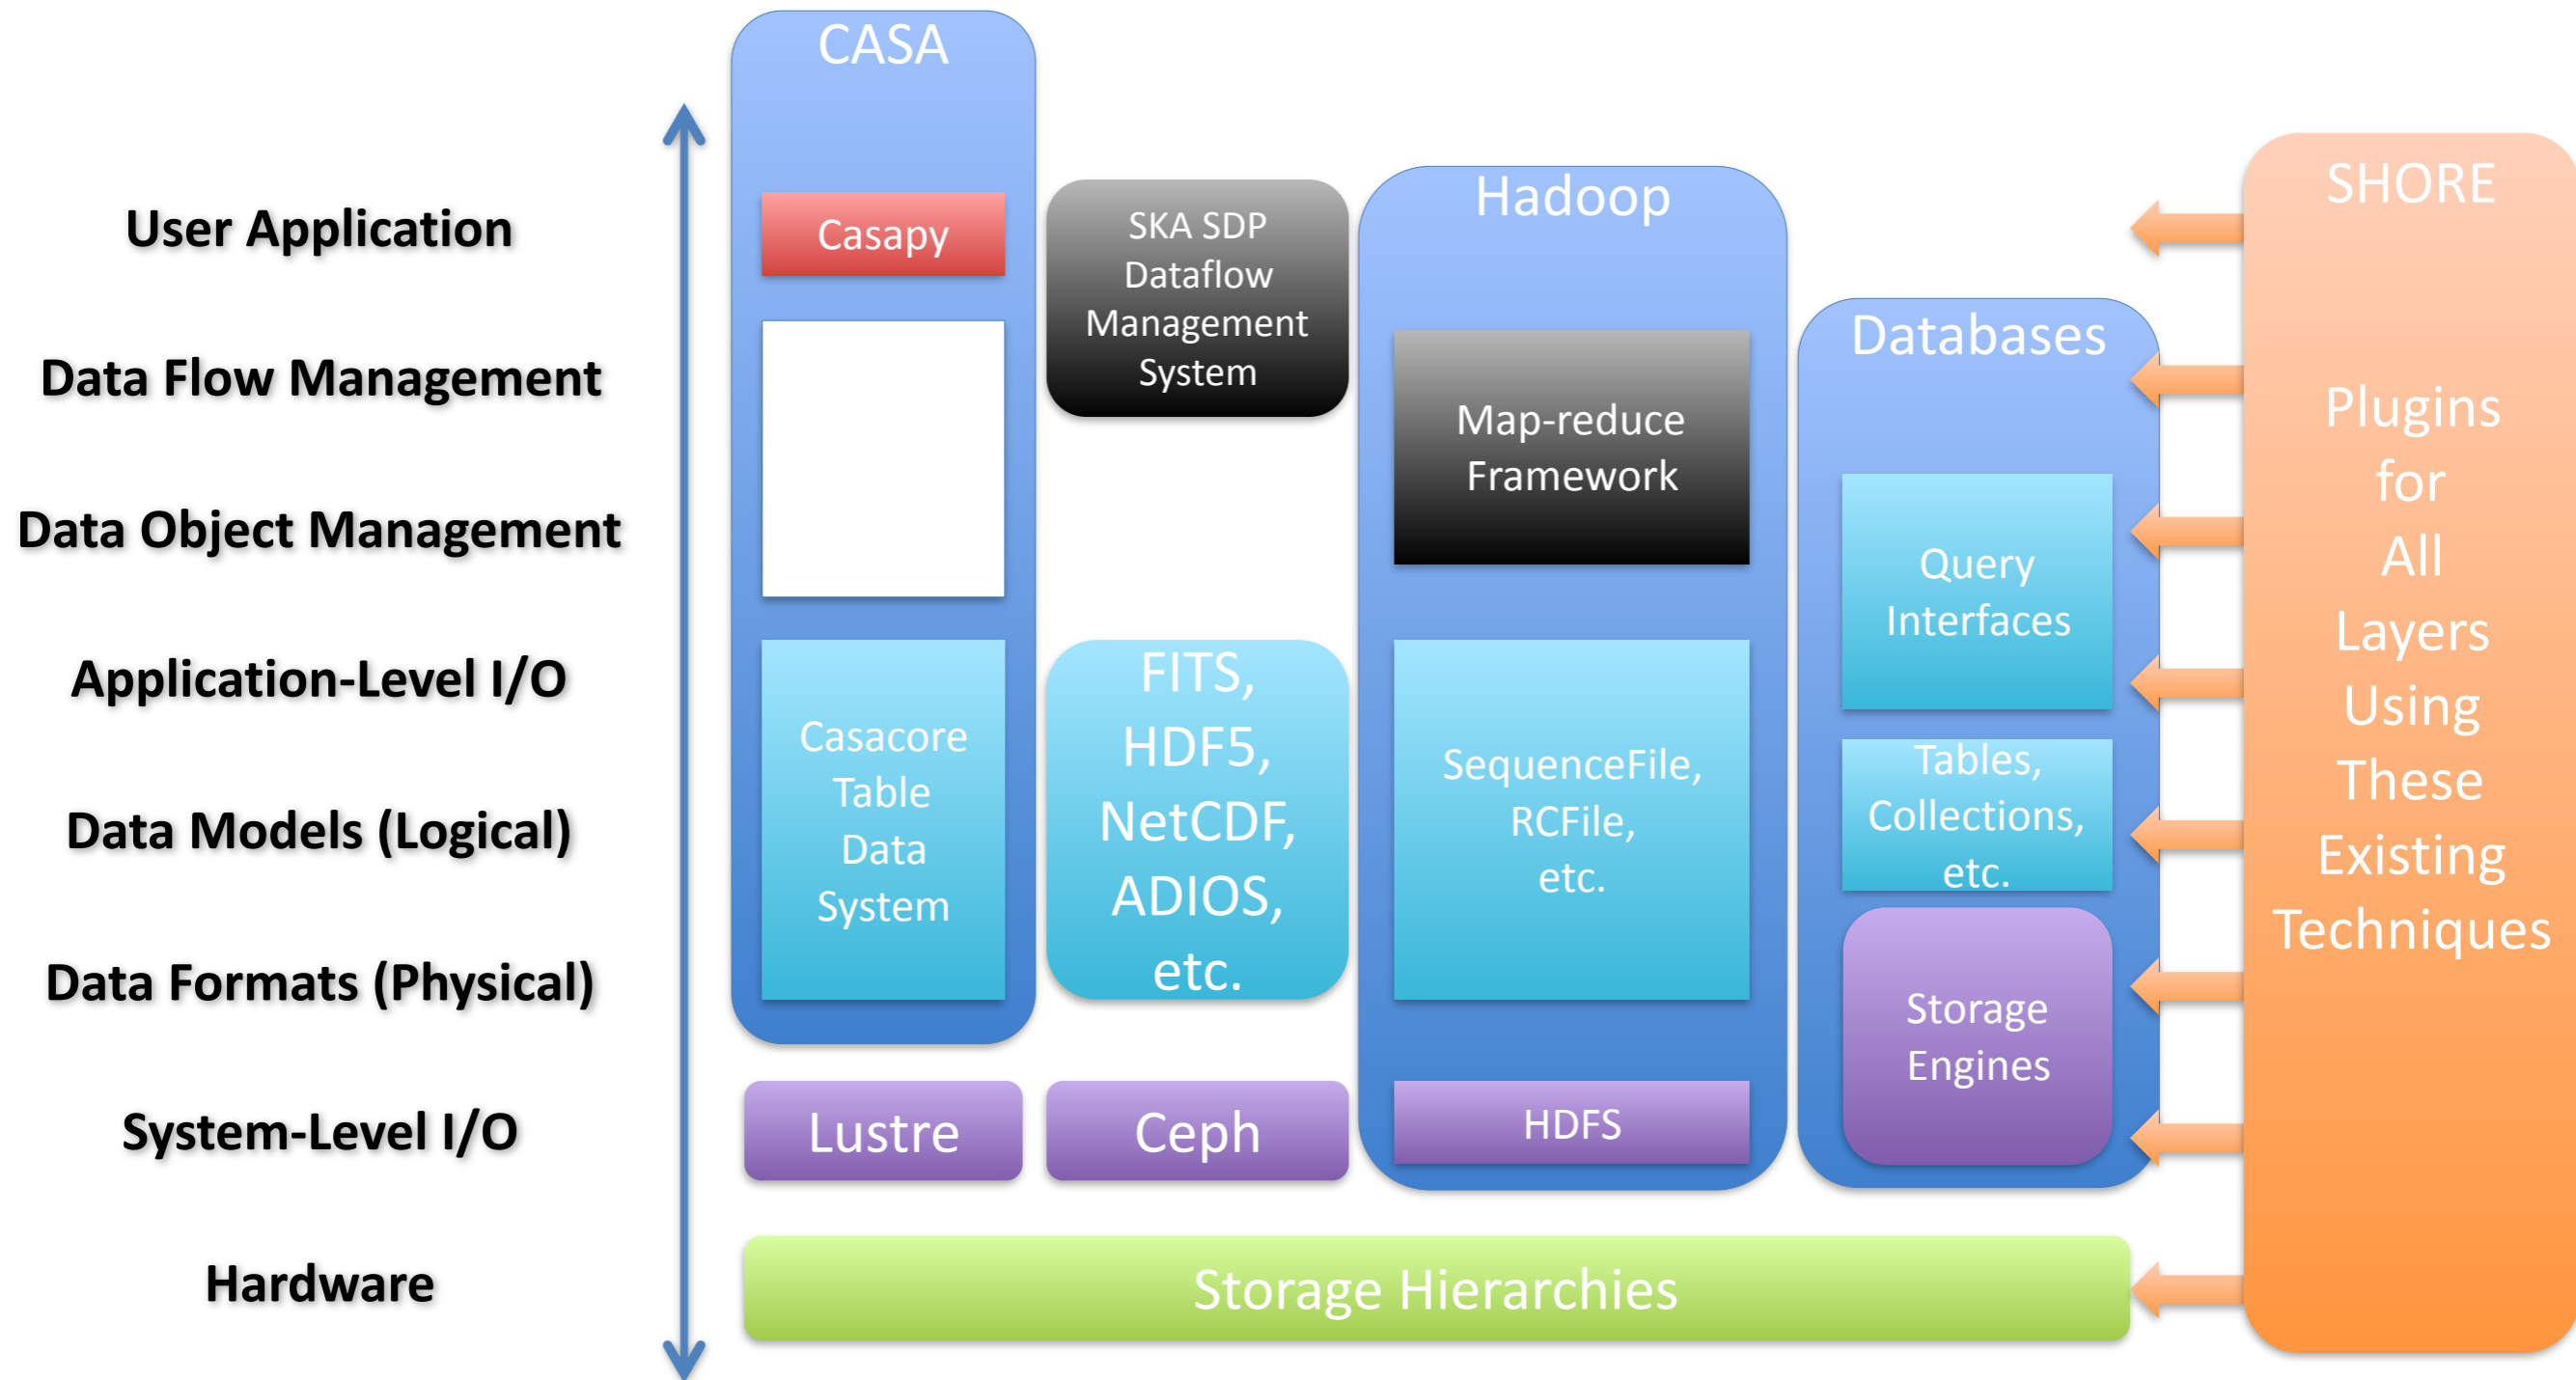 User Application
Data Flow Management
Data Object Management
Application-Level I/O
Data Models (Logical)
Data Formats (Physical)
System-Level I/O
Hardware
CASA
Casapy
Casacore
Table
Data
System
Lustre
SKA SDP
Dataflow
Management
System
FITS,
HDF5,
NetCDF,
ADIOS,
etc.
Ceph
Hadoop
Map-reduce
Framework
SequenceFile,
RCFile,
etc.
HDFS
Databases
Query
Interfaces
Tables,
Collections,
etc.
Storage
Engines
Storage Hierarchies
SHORE
Plugins
for
All
Layers
Using
These
Existing
Techniques